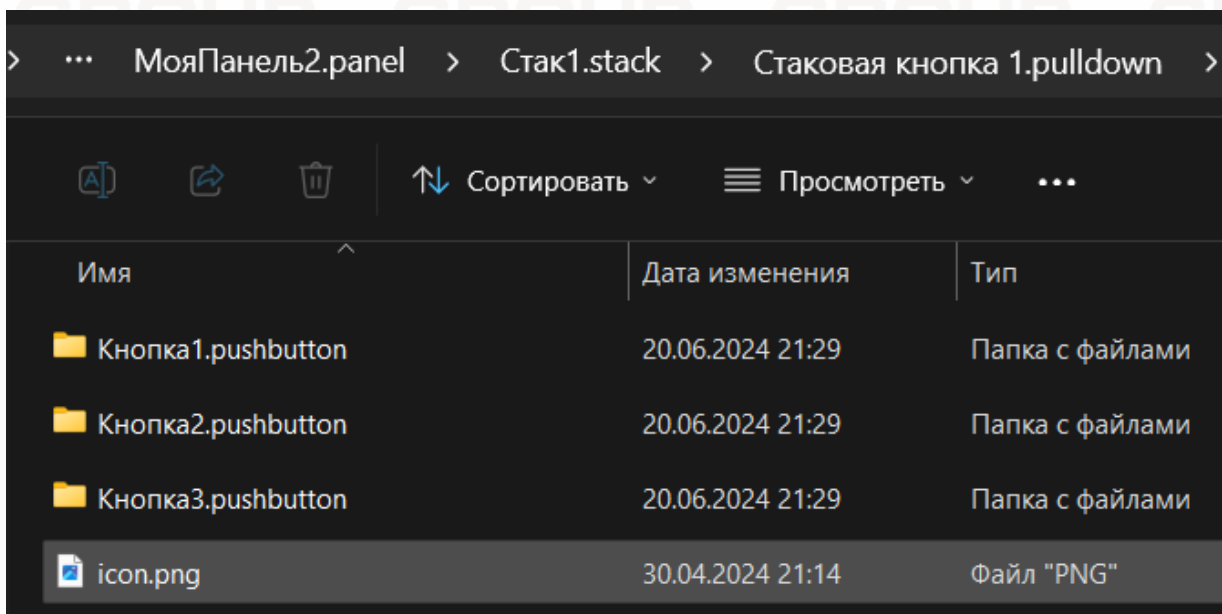 > ... МояПанель2.panel > Стак1.stack > Стаковая кнопка 1.pulldown >
Сортировать Просмотреть ...
Имя Дата изменения Тип
Кнопка1.pushbutton 20.06.2024 21:29 Папка с файлами
Кнопка2.pushbutton 20.06.2024 21:29 Папка с файлами
Кнопка3.pushbutton 20.06.2024 21:29 Папка с файлами
icon.png 30.04.2024 21:14 Файл "PNG"